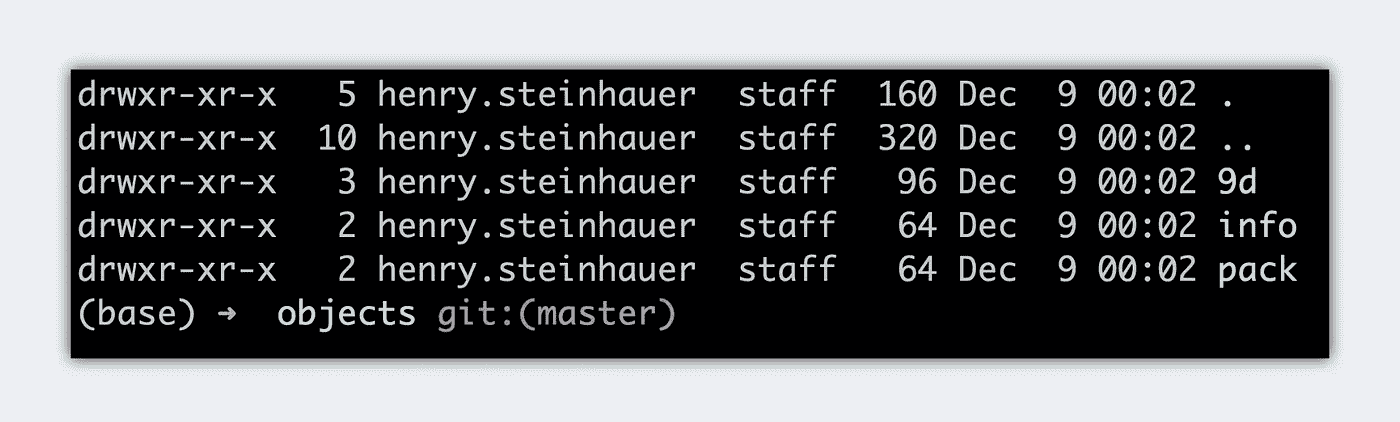 drwxr-xr-x   5 henry.steinhauer  staff  160 Dec  9 00:02 .
drwxr-xr-x  10 henry.steinhauer  staff  320 Dec  9 00:02 ..
drwxr-xr-x   3 henry.steinhauer  staff   96 Dec  9 00:02 9d
drwxr-xr-x   2 henry.steinhauer  staff   64 Dec  9 00:02 info
drwxr-xr-x   2 henry.steinhauer  staff   64 Dec  9 00:02 pack
(base) ➜  objects git:(master)